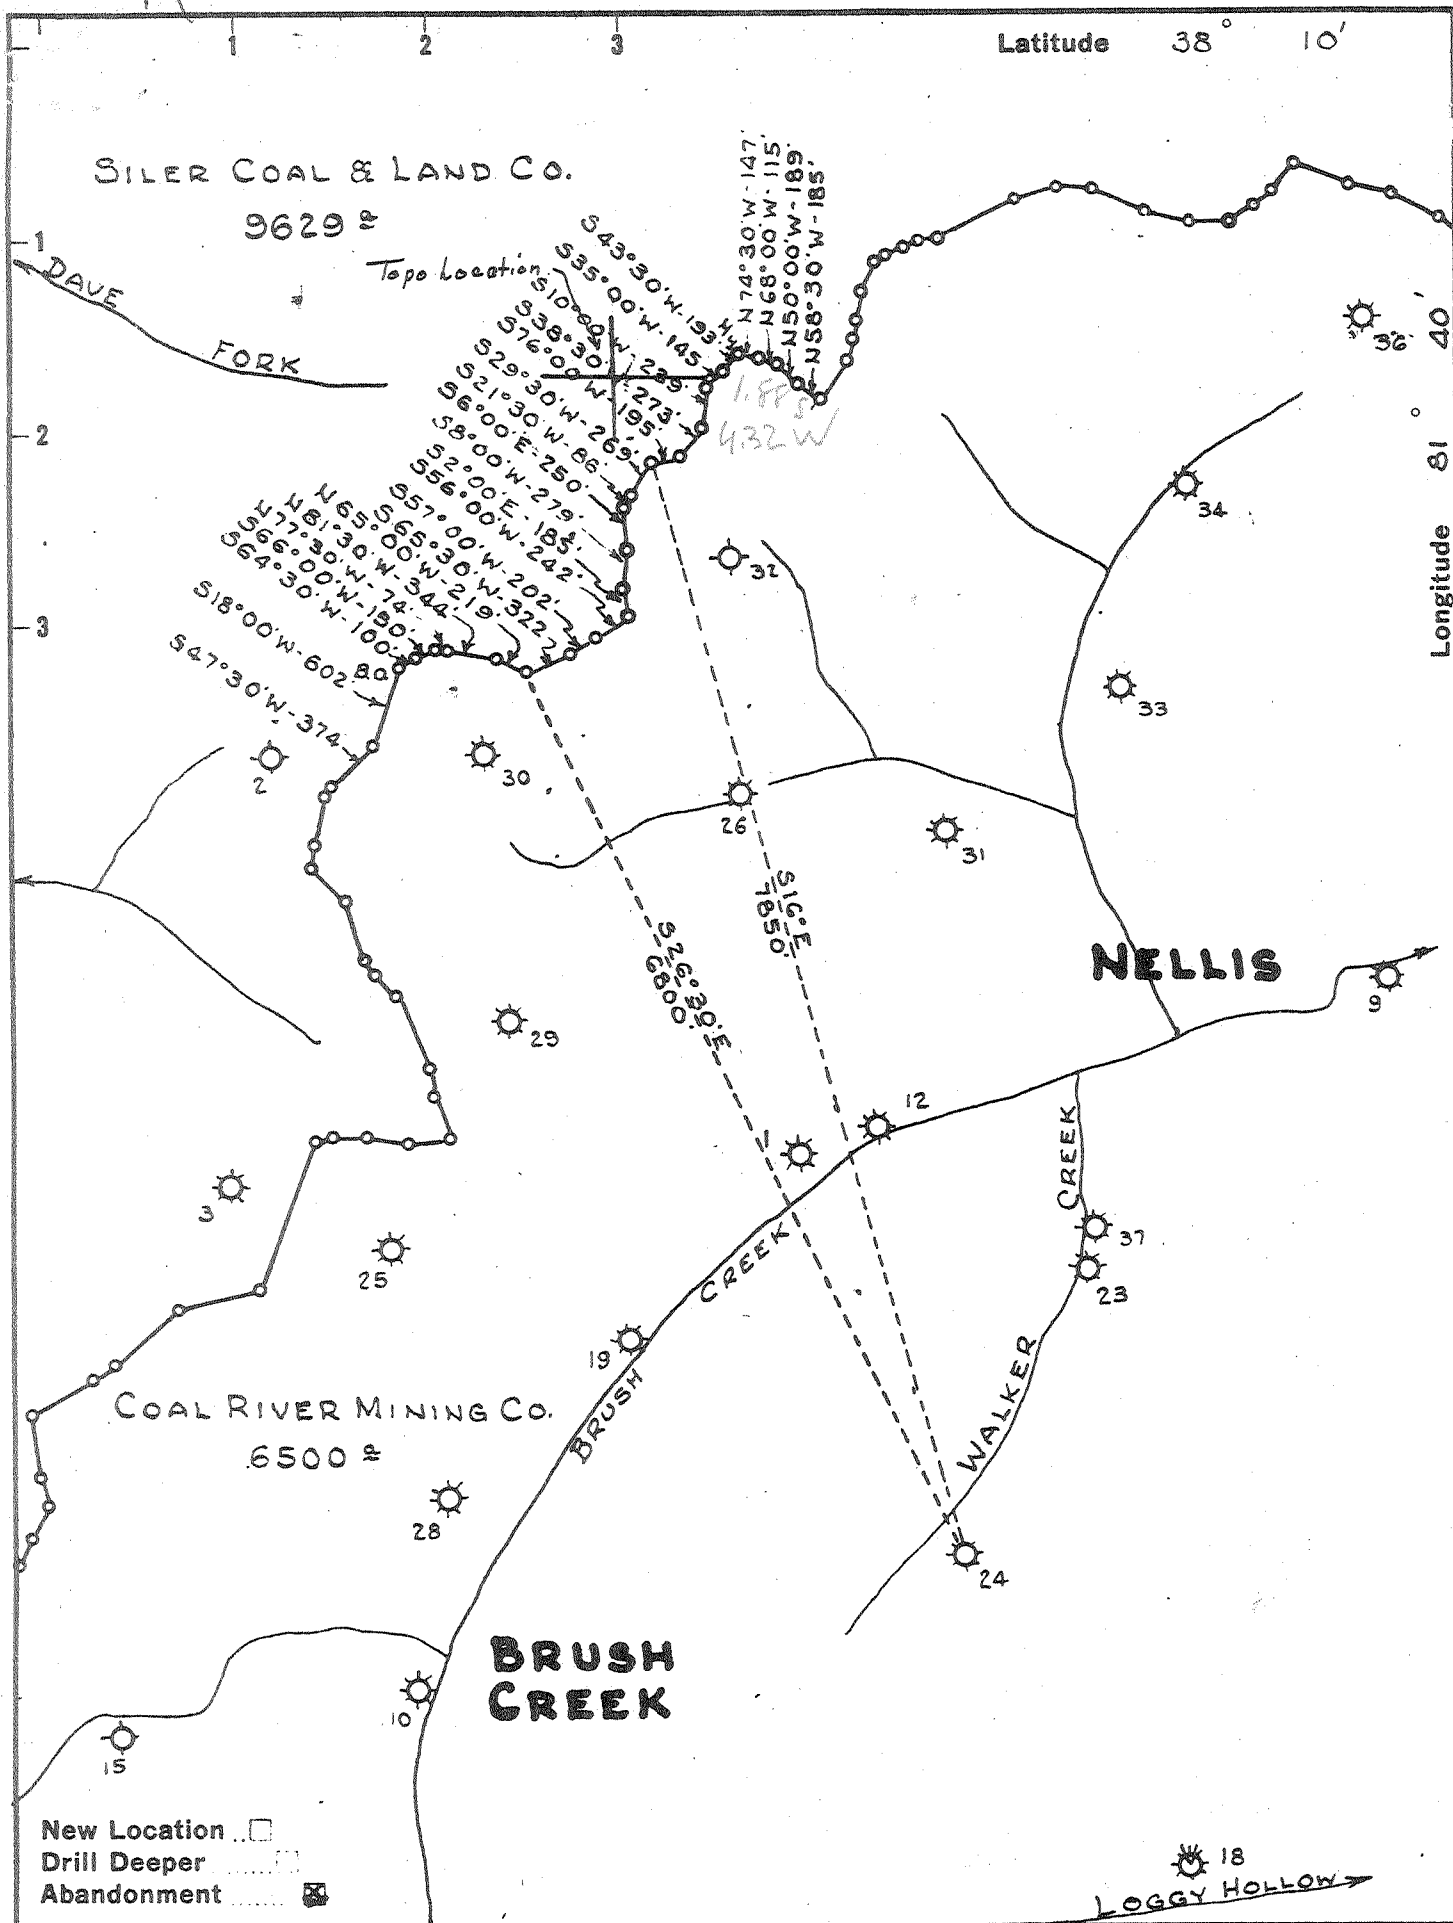 1 2 3
Latitude 38° 10'
SILER COAL & LAND CO.
9629 a
1
DAVE
FORK
Topo Location
S43°30'W-193'
S35°00'W-145'
S10°00'W-239'
S38°30'
-273'
S76°00'W-195'
S29°30'W-269'
S21°30'W-86'
S6°00'E-250'
S8°00'W-279'
S2°00'E-185'
S56°00'W-242'
S57°00'W-202'
S65°30'W-322'
N65°00'W-219'
N81°30'W-344'
N77°30'W-74'
S66°00'W-190'
S64°30'W-100'
B.O.
S18°00'W-602'
S47°30'W-374
N74°30'W-147'
N68°00'W-115'
N50°00'W-189'
N58°30'W-185'
1.88 S
4.32 W
36
Longitude 81° 40'
2
34
32
3
33
2
30
26
31
S16°E
7850'
S26°30'E
6800'
NELLIS
9
29
12
CREEK
3
25
37
23
CREEK
19
BRUSH
WALKER
COAL RIVER MINING CO.
6500 a
28
24
BRUSH
CREEK
10
15
New Location
Drill Deeper
Abandonment
18
LOGGY HOLLOW